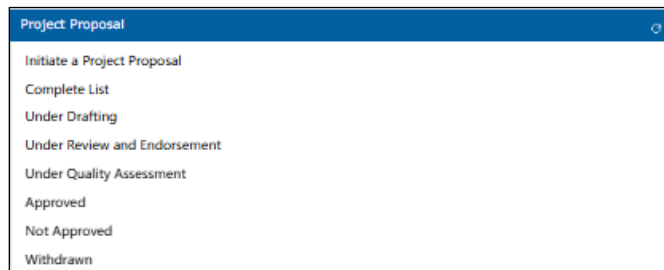 Project Proposal
Initiate a Project Proposal
Complete List
Under Drafting
Under Review and Endorsement
Under Quality Assessment
Approved
Not Approved
Withdrawn